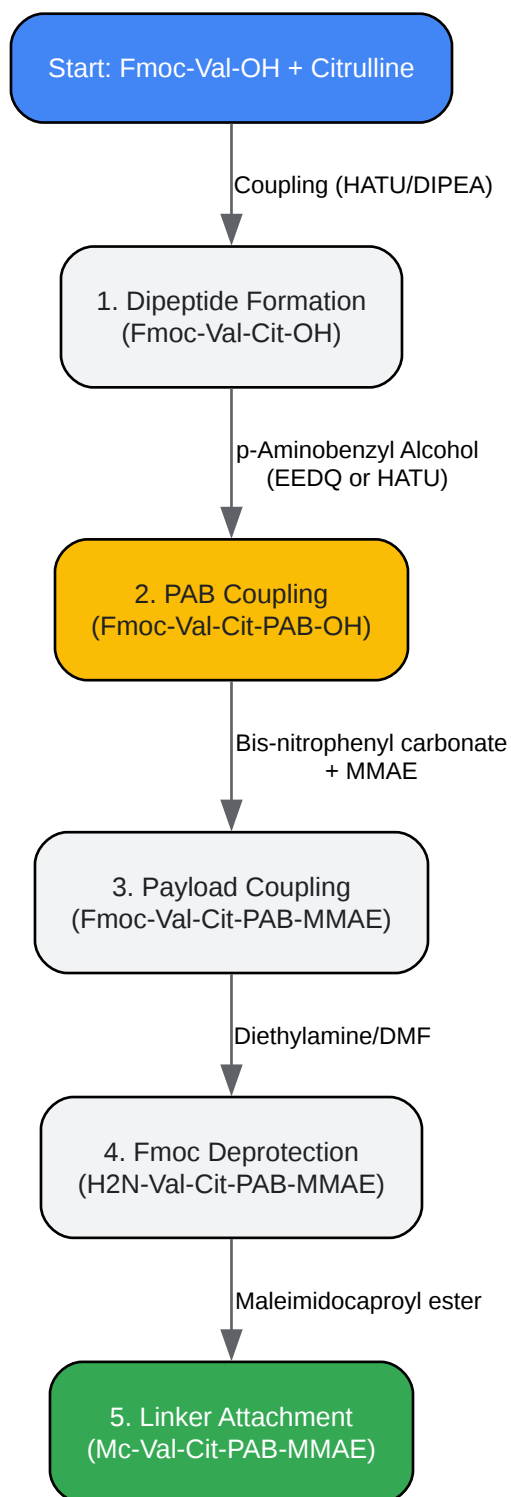 Start: Fmoc-Val-OH + Citrulline
Coupling (HATU/DIPEA)
1. Dipeptide Formation
(Fmoc-Val-Cit-OH)
p-Aminobenzyl Alcohol
(EEDQ or HATU)
2. PAB Coupling
(Fmoc-Val-Cit-PAB-OH)
Bis-nitrophenyl carbonate
+ MMAE
3. Payload Coupling
(Fmoc-Val-Cit-PAB-MMAE)
Diethylamine/DMF
4. Fmoc Deprotection
(H2N-Val-Cit-PAB-MMAE)
Maleimidocaproyl ester
5. Linker Attachment
(Mc-Val-Cit-PAB-MMAE)